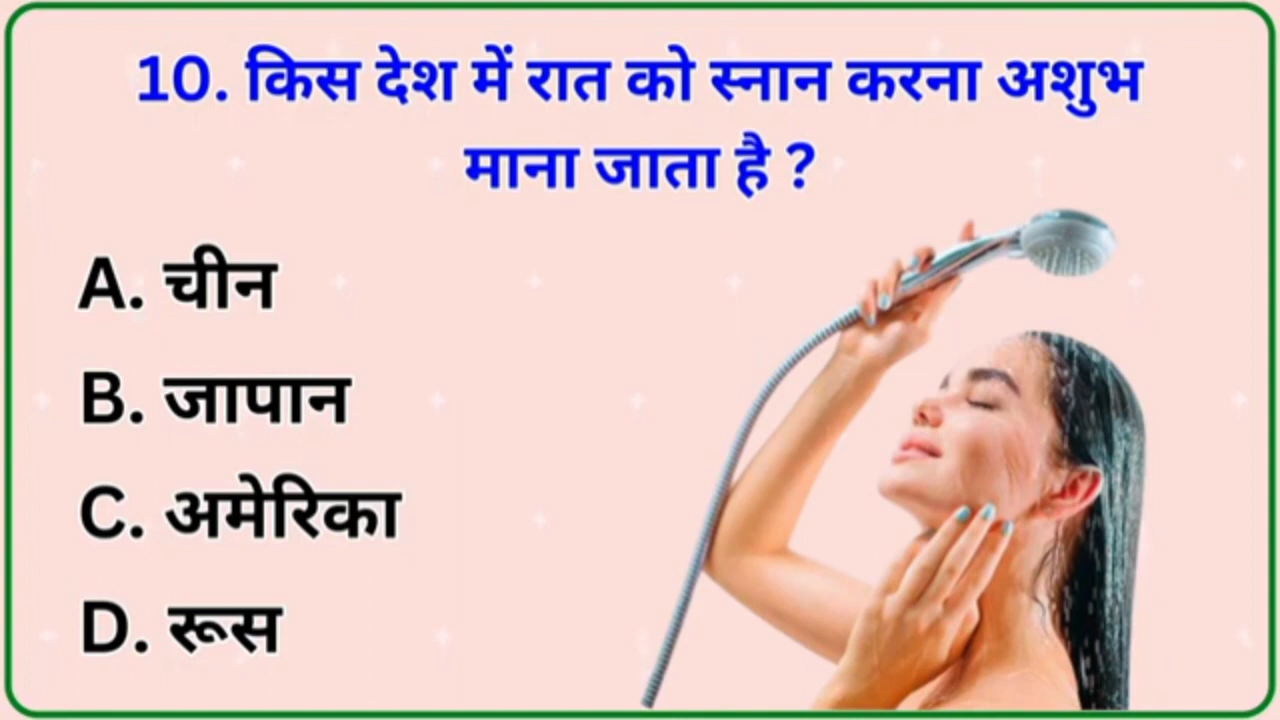 10. किस देश में रात को स्नान करना अशुभ
माना जाता है ?
A. चीन
B. जापान
C. अमेरिका
D. रूस